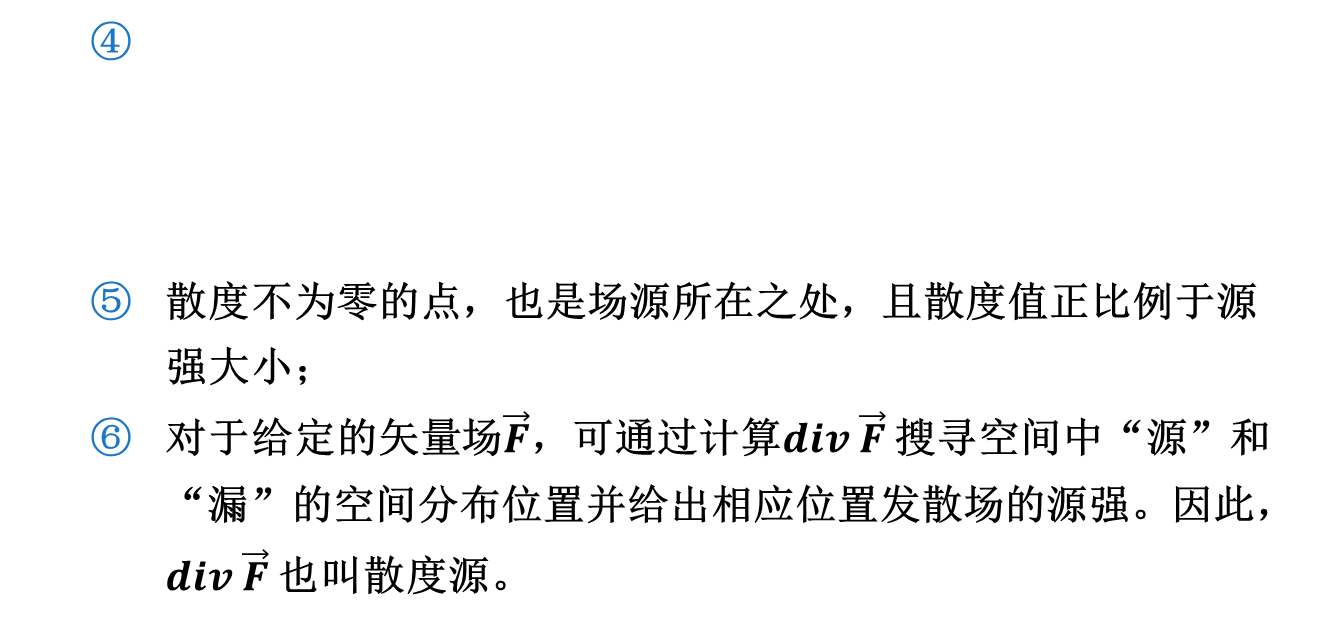 ④
⑤ 散度不为零的点，也是场源所在之处，且散度值正比例于源
强大小；
⑥ 对于给定的矢量场F⃗，可通过计算div F⃗ 搜寻空间中“源”和
“漏”的空间分布位置并给出相应位置发散场的源强。因此，
div F⃗ 也叫散度源。